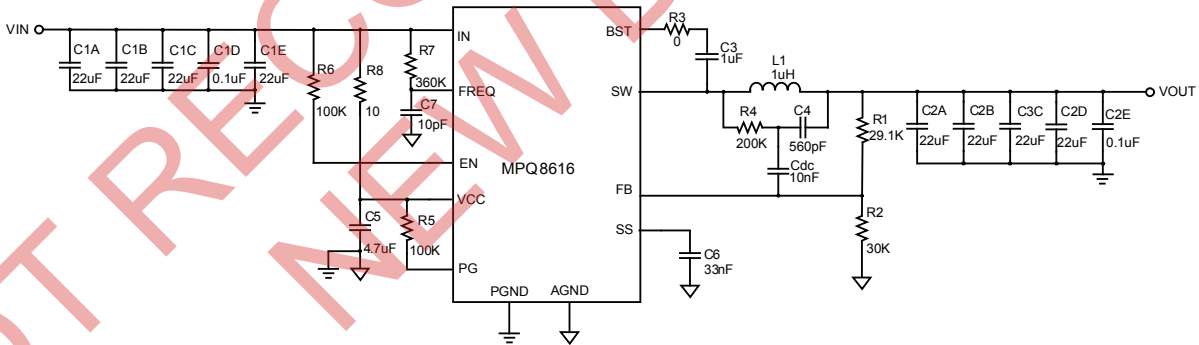 VIN
C1A
22uF
C1B
22uF
C1C
22uF
C1D
0.1uF
C1E
22uF
R6
100K
R8
10
R7
360K
C7
10pF
C5
4.7uF
R5
100K
IN
FREQ
EN
VCC
PG
MPQ8616
PGND
AGND
BST
SW
FB
SS
R3
0
C3
1uF
L1
1uH
R4
200K
C4
560pF
Cdc
10nF
R1
29.1K
R2
30K
C6
33nF
C2A
22uF
C2B
22uF
C3C
22uF
C2D
22uF
C2E
0.1uF
VOUT